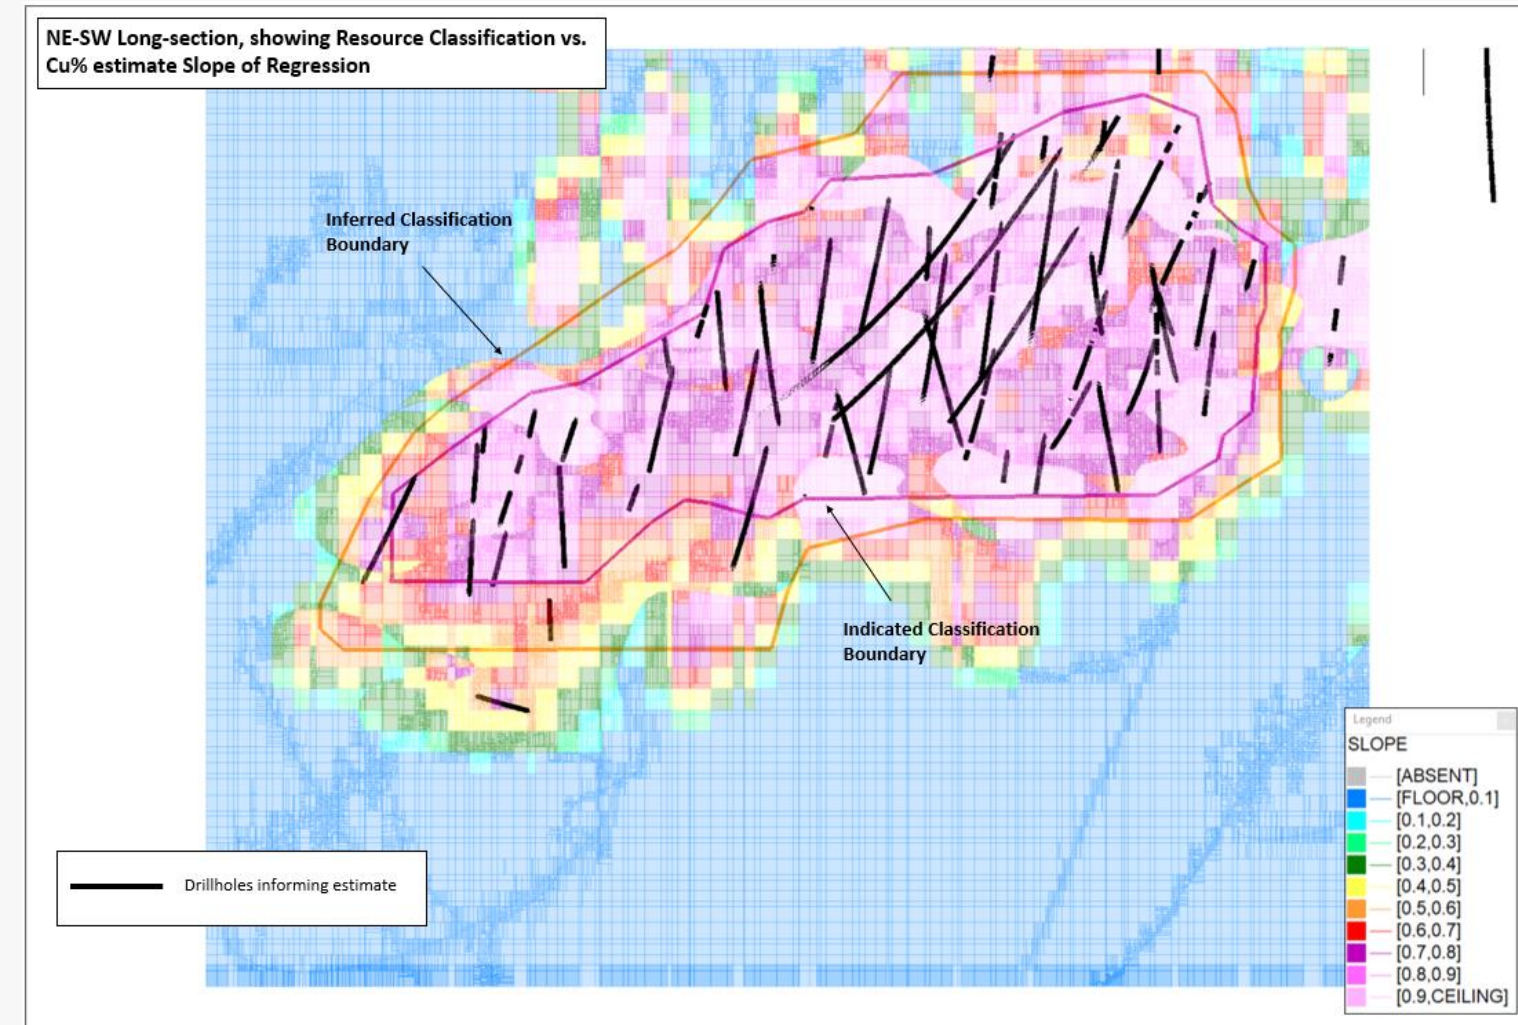 NE-SW Long-section, showing Resource Classification vs.
Cu% estimate Slope of Regression
Inferred Classification
Boundary
Indicated Classification
Boundary
Drillholes informing estimate
Legend
SLOPE
[ABSENT]
[FLOOR,0.1]
[0.1,0.2]
[0.2,0.3]
[0.3,0.4]
[0.4,0.5]
[0.5,0.6]
[0.6,0.7]
[0.7,0.8]
[0.8,0.9]
[0.9,CEILING]